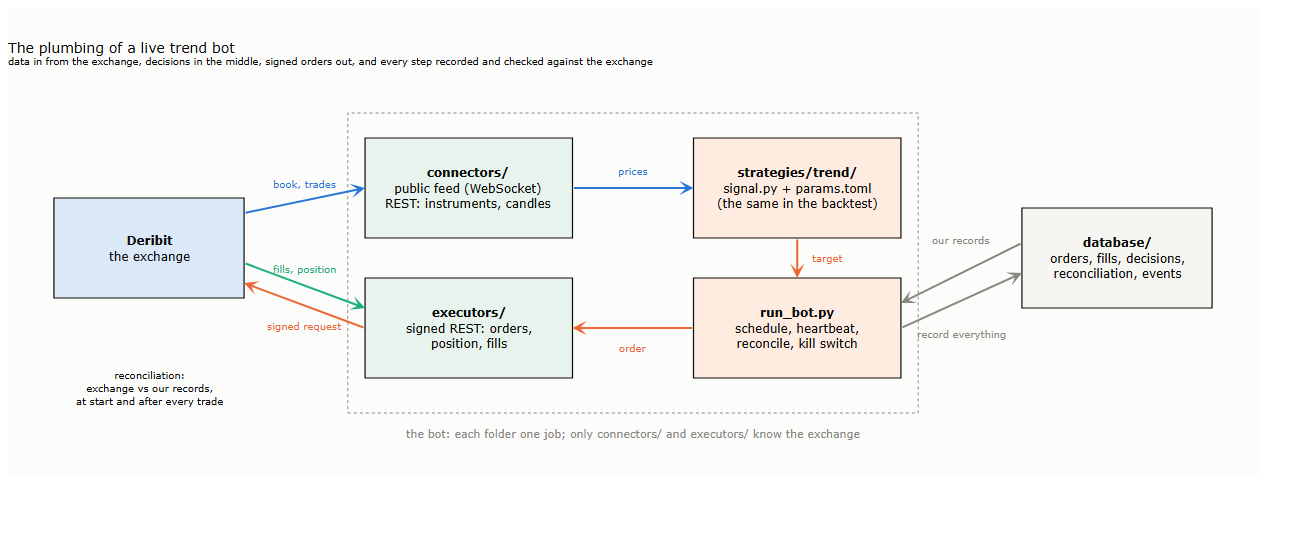 The plumbing of a live trend bot
data in from the exchange, decisions in the middle, signed orders out, and every step recorded and checked against the exchange
connectors/
public feed (WebSocket)
REST: instruments, candles
prices
strategies/trend/
signal.py + params.toml
(the same in the backtest)
book, trades
Deribit
the exchange
our records
database/
orders, fills, decisions,
reconciliation, events
target
fills, position
signed request
executors/
signed REST: orders,
position, fills
order
run_bot.py
schedule, heartbeat,
reconcile, kill switch
record everything
reconciliation:
exchange vs our records,
at start and after every trade
the bot: each folder one job; only connectors/ and executors/ know the exchange